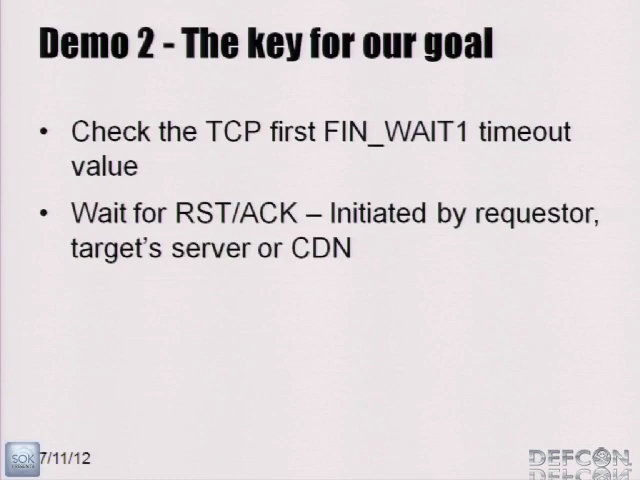 Demo 2 - The key for our goal
• Check the TCP first FIN_WAIT1 timeout
value
• Wait for RST/ACK – Initiated by requestor,
target's server or CDN
SOK
7/11/12
DEFCON